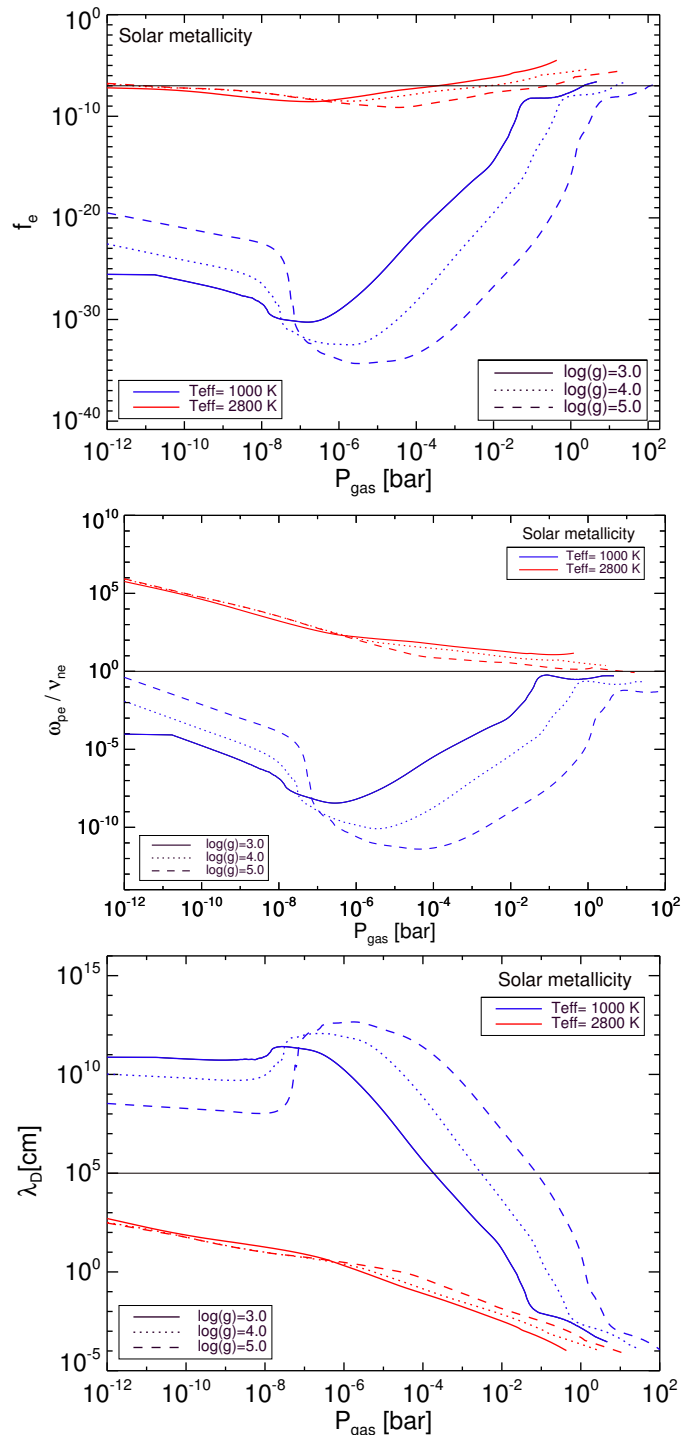 Solar metallicity
10^0
10^-10
10^-20
10^-30
10^-40
f_e
Teff= 1000 K
Teff= 2800 K
log(g)=3.0
log(g)=4.0
log(g)=5.0
10^-12 10^-10 10^-8 10^-6 10^-4 10^-2 10^0 10^2
P_gas [bar]
10^10
10^5
10^0
10^-5
10^-10
ω_pe / ν_ne
Solar metallicity
Teff= 1000 K
Teff= 2800 K
log(g)=3.0
log(g)=4.0
log(g)=5.0
10^-12 10^-10 10^-8 10^-6 10^-4 10^-2 10^0 10^2
P_gas [bar]
10^15
10^10
10^5
10^0
10^-5
λ_D[cm]
Solar metallicity
Teff= 1000 K
Teff= 2800 K
log(g)=3.0
log(g)=4.0
log(g)=5.0
10^-12 10^-10 10^-8 10^-6 10^-4 10^-2 10^0 10^2
P_gas [bar]